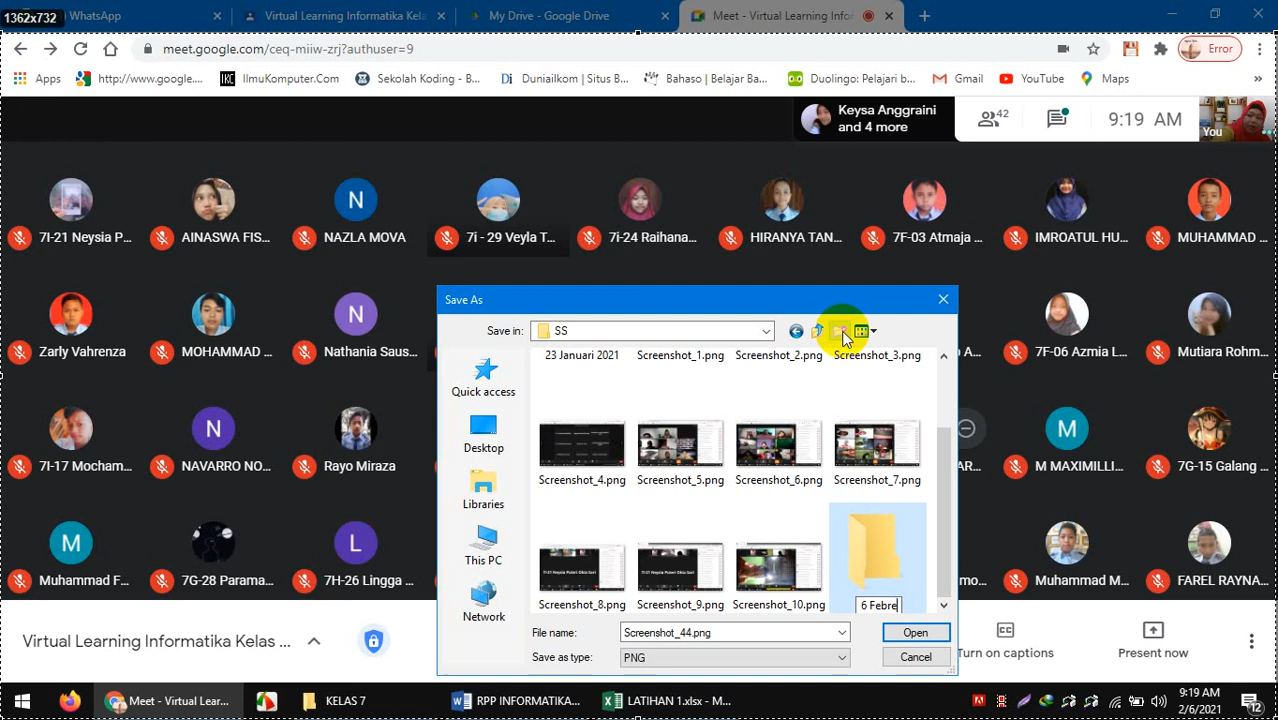 1362x732
WhatsApp
Virtual Learning Informatika Kel
My Drive - Google Drive
Meet - Virtual Learning Infor
meet.google.com/ceq-miiw-zrj?authuser=9
Error
Apps
http://www.google....
IKC
IlmuKomputer.Com
Sekolah Koding - B...
Di
Duniailkom | Situs B...
Bahaso | Belajar Ba...
Duolingo: Pelajari b...
Gmail
YouTube
Maps
»
Keysa Anggraini
and 4 more
42
9:19 AM
You
7I-21 Neysia P...
AINASWA FIS...
N
NAZLA MOVA
7i - 29 Veyla T...
7i-24 Raihana...
HIRANYA TAN...
7F-03 Atmaja ...
IMROATUL HU...
MUHAMMAD ...
Zarly Vahrenza
MOHAMMAD ...
N
Nathania Saus...
7F-06 Azmia L...
Mutiara Rohm...
7I-17 Mocham...
N
NAVARRO NO...
Rayo Miraza
M
M MAXIMILLI...
7G-15 Galang ...
M
Muhammad F...
7G-28 Parama...
L
7H-26 Lingga ...
Muhammad M...
FAREL RAYNA...
Save As
Save in:
SS
Quick access
Desktop
Libraries
This PC
Network
23 Januari 2021
Screenshot_1.png
Screenshot_2.png
Screenshot_3.png
Screenshot_4.png
Screenshot_5.png
Screenshot_6.png
Screenshot_7.png
Screenshot_8.png
Screenshot_9.png
Screenshot_10.png
6 Febre
File name:
Screenshot_44.png
Open
Save as type:
PNG
Cancel
Virtual Learning Informatika Kelas ...
Turn on captions
Present now
Meet - Virtual Lear...
KELAS 7
RPP INFORMATIKA...
LATIHAN 1.xlsx - M...
9:19 AM
2/6/2021
12